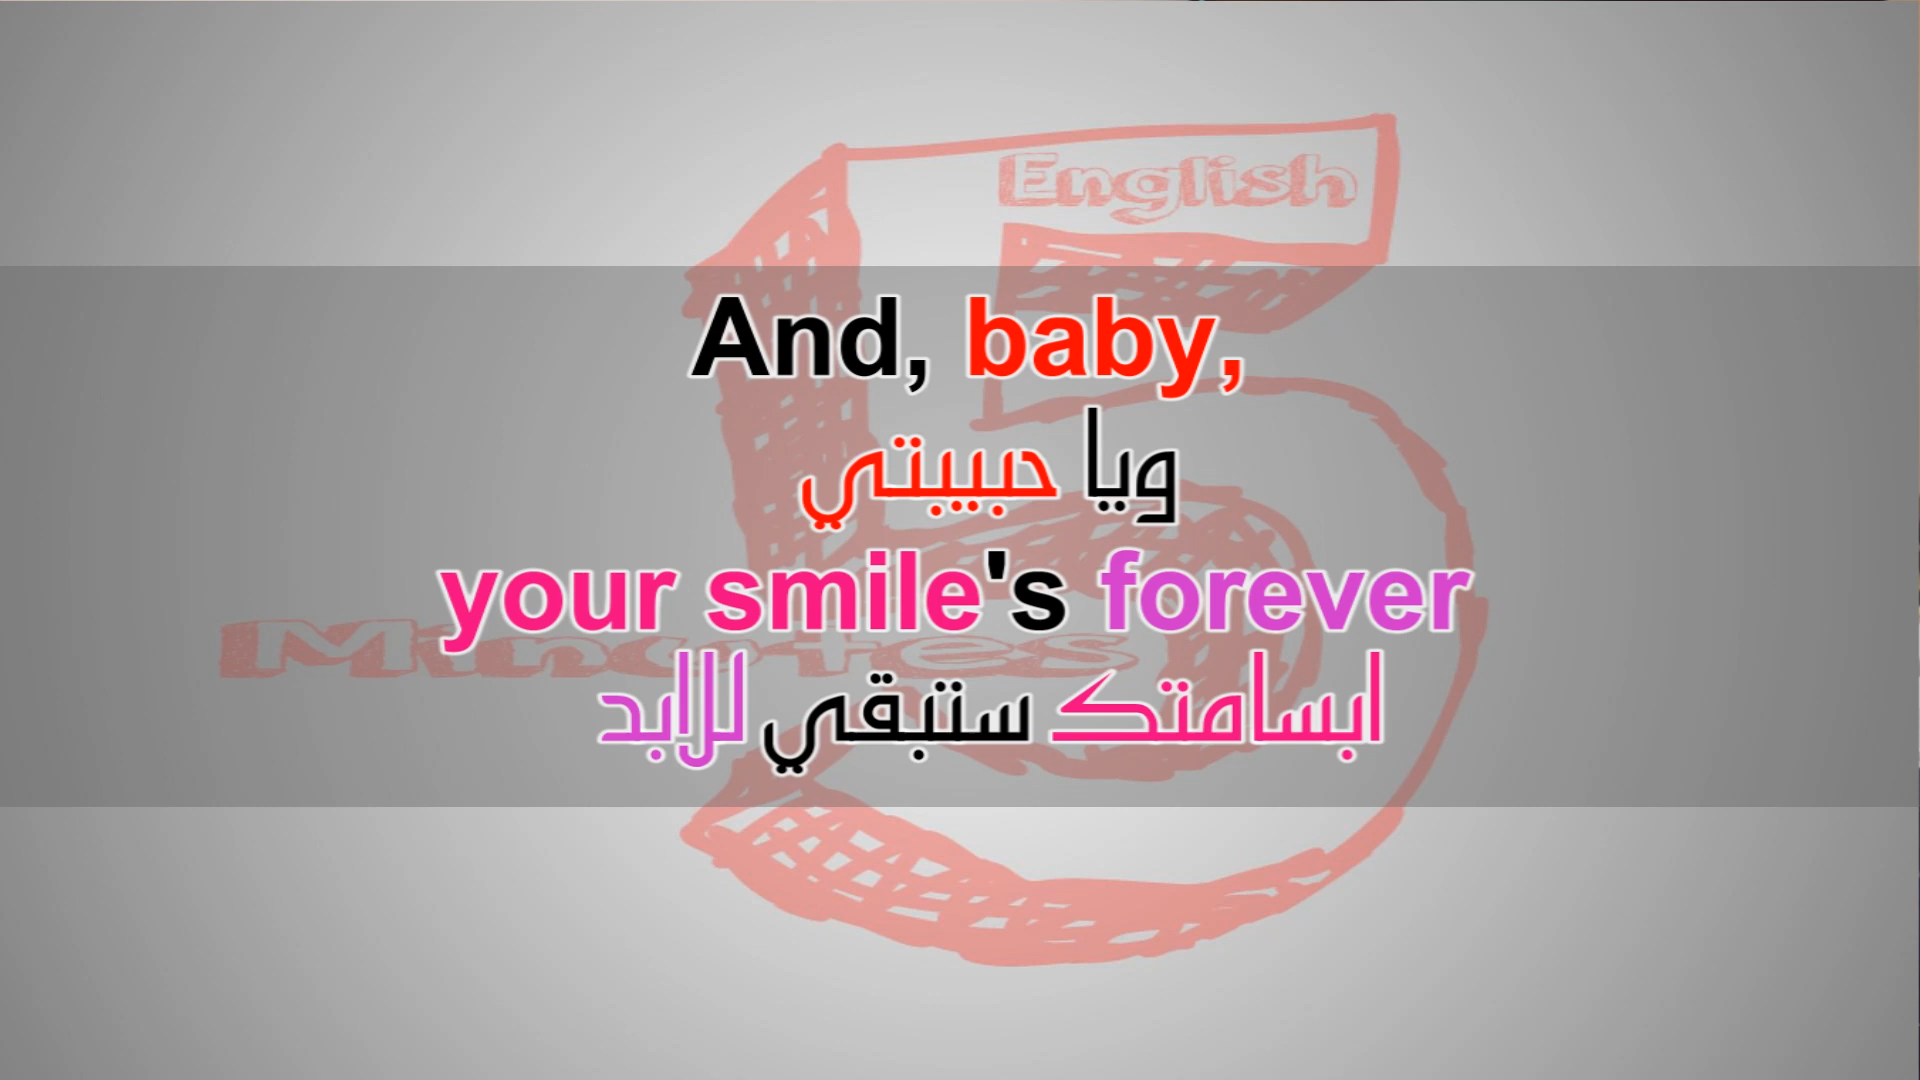 English
And, baby,
ويا حبيبتي
your smile's forever
Minutes
ابسامتك ستبقي للابد